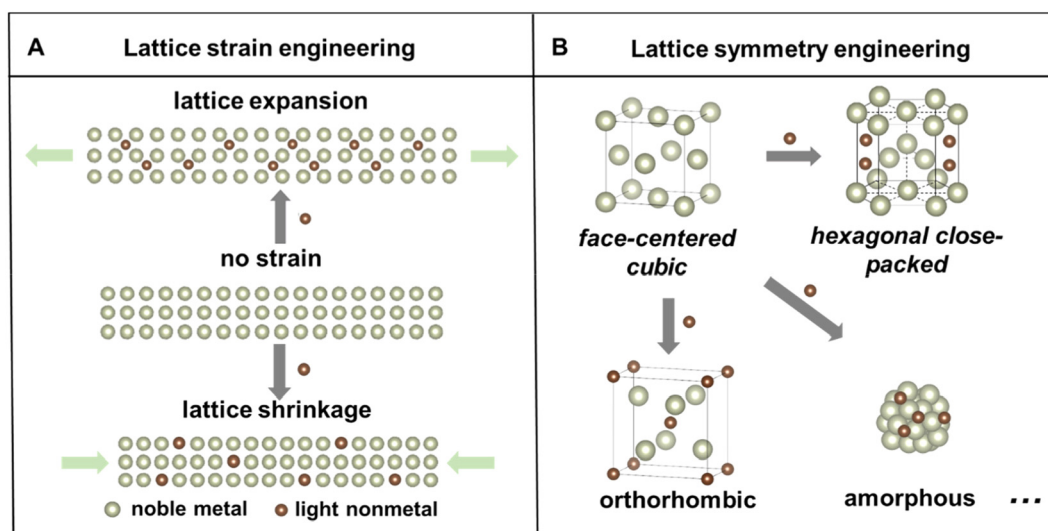 A Lattice strain engineering
lattice expansion
no strain
lattice shrinkage
noble metal light nonmetal
B Lattice symmetry engineering
face-centered
cubic
hexagonal close-
packed
orthorhombic
amorphous ...